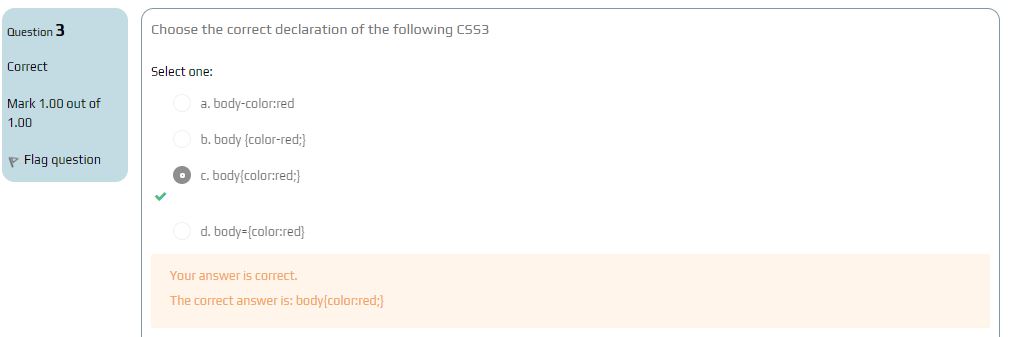 Question 3
Correct
Mark 1.00 out of
1.00
Flag question
Choose the correct declaration of the following CSS3
Select one:
a. body-color:red
b. body {color-red;}
c. body{color:red;}
d. body={color:red}
Your answer is correct.
The correct answer is: body{color:red;}